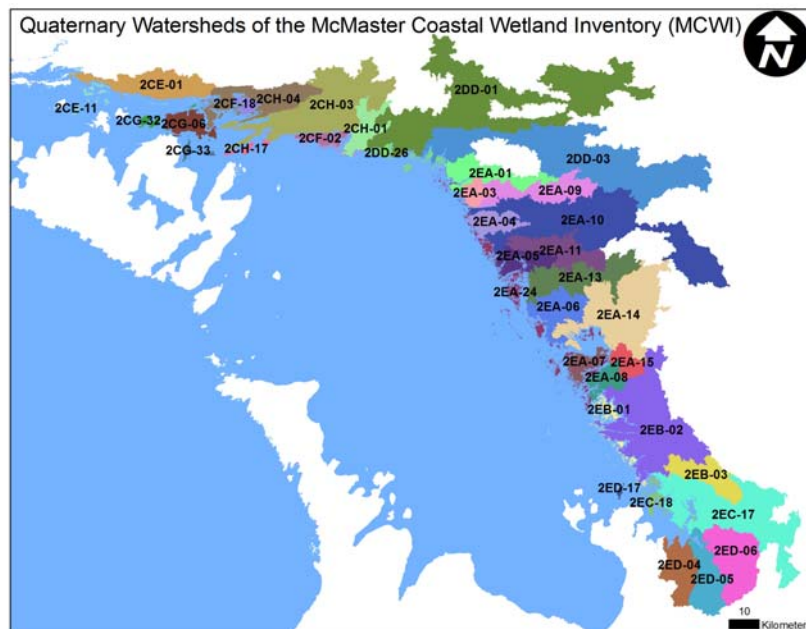 Quaternary Watersheds of the McMaster Coastal Wetland Inventory (MCWI)
N
2CE-01
2CE-11
2CF-18
2CH-04
2CH-03
2DD-01
2CG-32
2CG-06
2CH-01
2CF-02
2CG-33
2CH-17
2DD-26
2DD-03
2EA-01
2EA-03
2EA-09
2EA-04
2EA-10
2EA-11
2EA-05
2EA-13
2EA-24
2EA-06
2EA-14
2EA-07
2EA-15
2EA-08
2EB-01
2EB-02
2EB-03
2ED-17
2EC-18
2EC-17
2ED-06
2ED-04
2ED-05
10
Kilometer